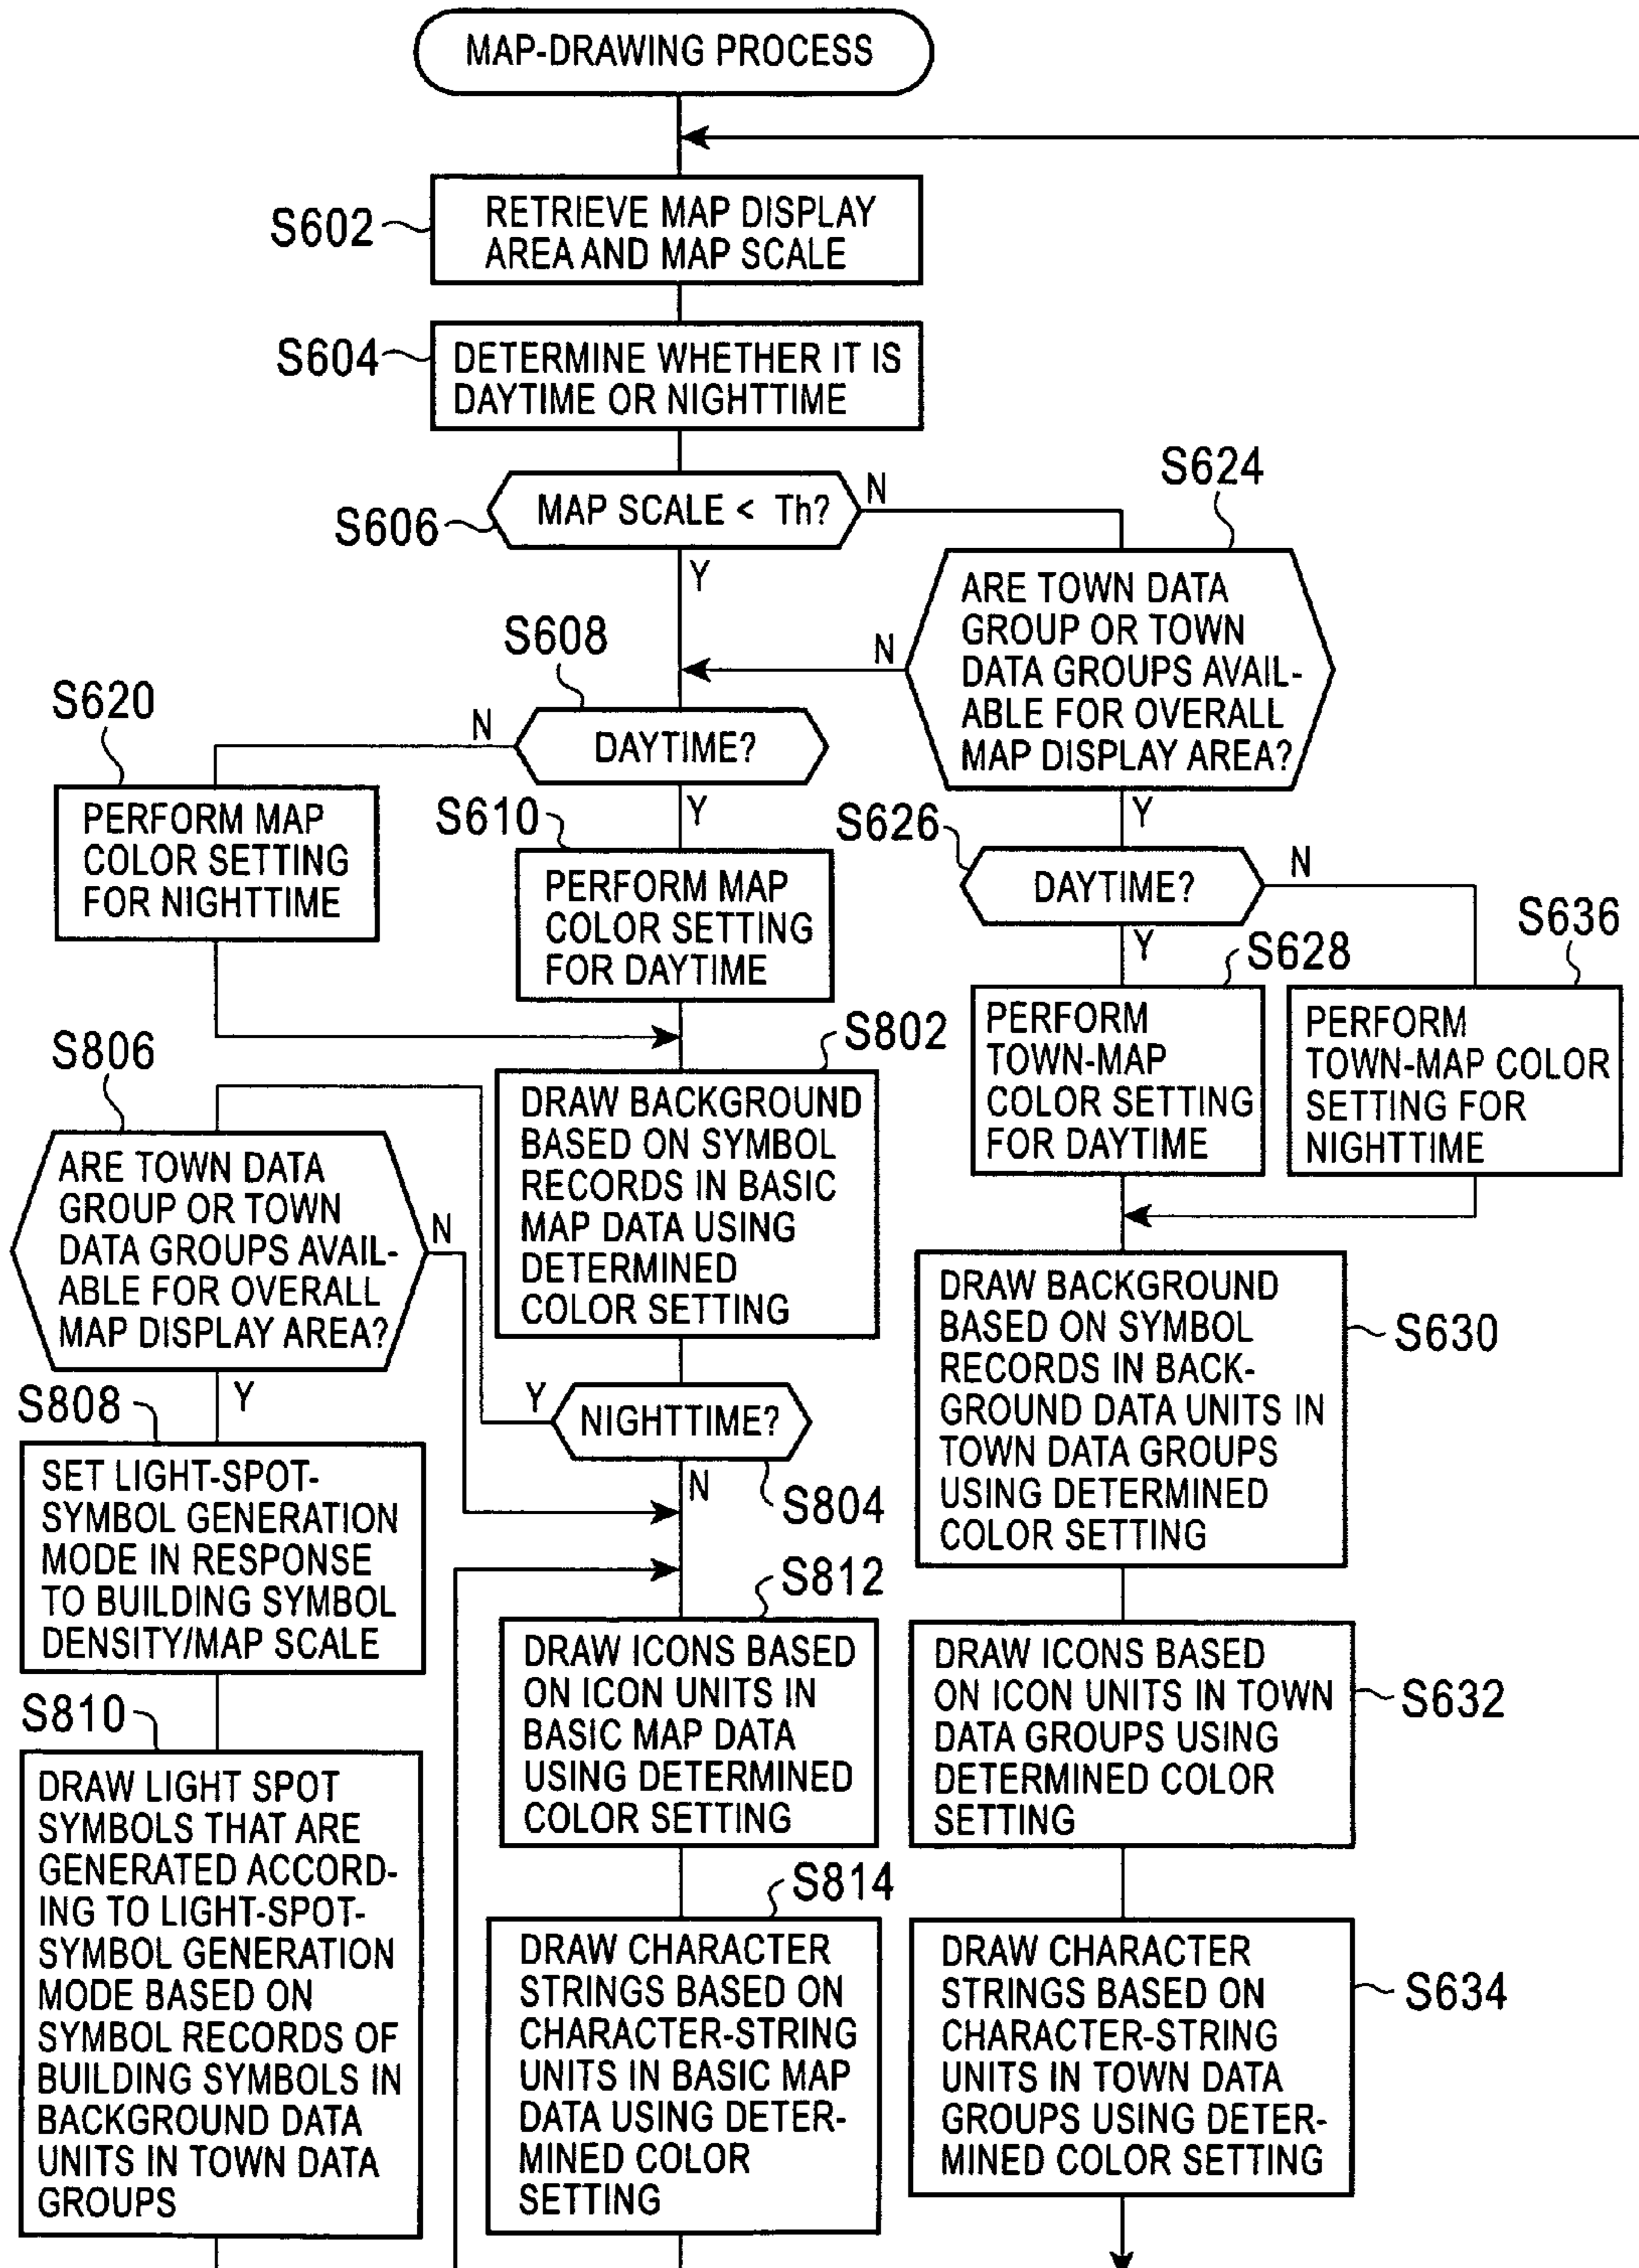 MAP-DRAWING PROCESS
S602
RETRIEVE MAP DISPLAY
AREA AND MAP SCALE
S604
DETERMINE WHETHER IT IS
DAYTIME OR NIGHTTIME
S606
MAP SCALE < Th?
N
Y
S624
ARE TOWN DATA
GROUP OR TOWN
DATA GROUPS AVAIL-
ABLE FOR OVERALL
MAP DISPLAY AREA?
N
Y
S608
DAYTIME?
N
Y
S620
PERFORM MAP
COLOR SETTING
FOR NIGHTTIME
S610
PERFORM MAP
COLOR SETTING
FOR DAYTIME
S626
DAYTIME?
N
Y
S628
PERFORM
TOWN-MAP
COLOR SETTING
FOR DAYTIME
S636
PERFORM
TOWN-MAP COLOR
SETTING FOR
NIGHTTIME
S802
DRAW BACKGROUND
BASED ON SYMBOL
RECORDS IN BASIC
MAP DATA USING
DETERMINED
COLOR SETTING
S806
ARE TOWN DATA
GROUP OR TOWN
DATA GROUPS AVAIL-
ABLE FOR OVERALL
MAP DISPLAY AREA?
N
Y
S804
NIGHTTIME?
Y
N
S630
DRAW BACKGROUND
BASED ON SYMBOL
RECORDS IN BACK-
GROUND DATA UNITS IN
TOWN DATA GROUPS
USING DETERMINED
COLOR SETTING
S808
SET LIGHT-SPOT-
SYMBOL GENERATION
MODE IN RESPONSE
TO BUILDING SYMBOL
DENSITY/MAP SCALE
S812
DRAW ICONS BASED
ON ICON UNITS IN
BASIC MAP DATA
USING DETERMINED
COLOR SETTING
S632
DRAW ICONS BASED
ON ICON UNITS IN TOWN
DATA GROUPS USING
DETERMINED COLOR
SETTING
S810
DRAW LIGHT SPOT
SYMBOLS THAT ARE
GENERATED ACCORD-
ING TO LIGHT-SPOT-
SYMBOL GENERATION
MODE BASED ON
SYMBOL RECORDS OF
BUILDING SYMBOLS IN
BACKGROUND DATA
UNITS IN TOWN DATA
GROUPS
S814
DRAW CHARACTER
STRINGS BASED ON
CHARACTER-STRING
UNITS IN BASIC MAP
DATA USING DETER-
MINED COLOR
SETTING
S634
DRAW CHARACTER
STRINGS BASED ON
CHARACTER-STRING
UNITS IN TOWN DATA
GROUPS USING DETER-
MINED COLOR SETTING